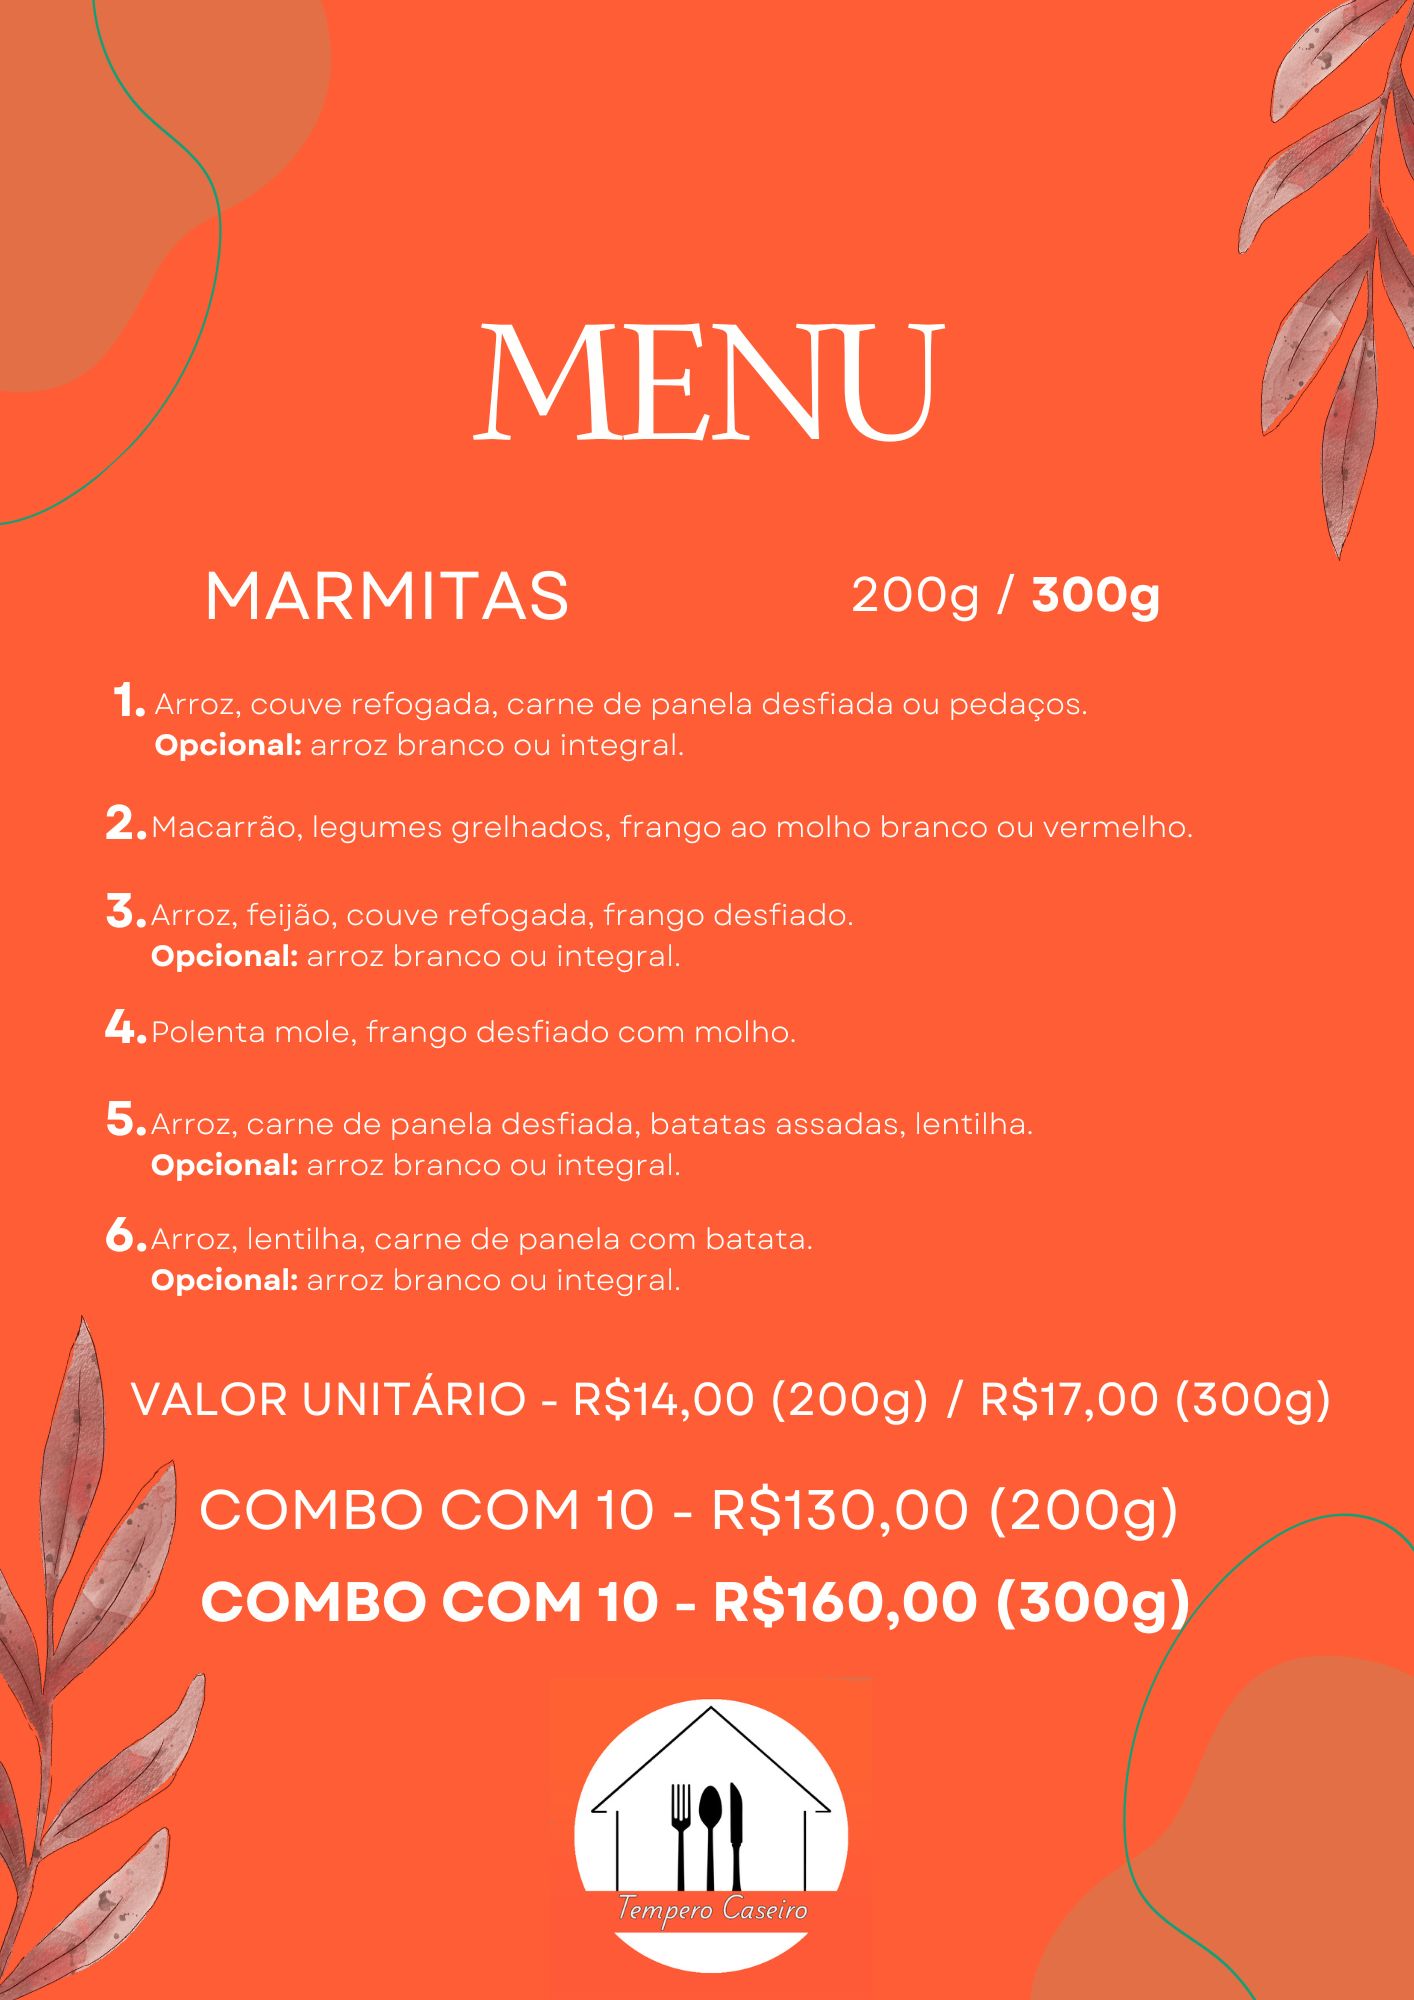 MENU
MARMITAS 200g / 300g
1. Arroz, couve refogada, carne de panela desfiada ou pedaços.
Opcional: arroz branco ou integral.
2. Macarrão, legumes grelhados, frango ao molho branco ou vermelho.
3. Arroz, feijão, couve refogada, frango desfiado.
Opcional: arroz branco ou integral.
4. Polenta mole, frango desfiado com molho.
5. Arroz, carne de panela desfiada, batatas assadas, lentilha.
Opcional: arroz branco ou integral.
6. Arroz, lentilha, carne de panela com batata.
Opcional: arroz branco ou integral.
VALOR UNITÁRIO - R$14,00 (200g) / R$17,00 (300g)
COMBO COM 10 - R$130,00 (200g)
COMBO COM 10 - R$160,00 (300g)
Tempero Caseiro